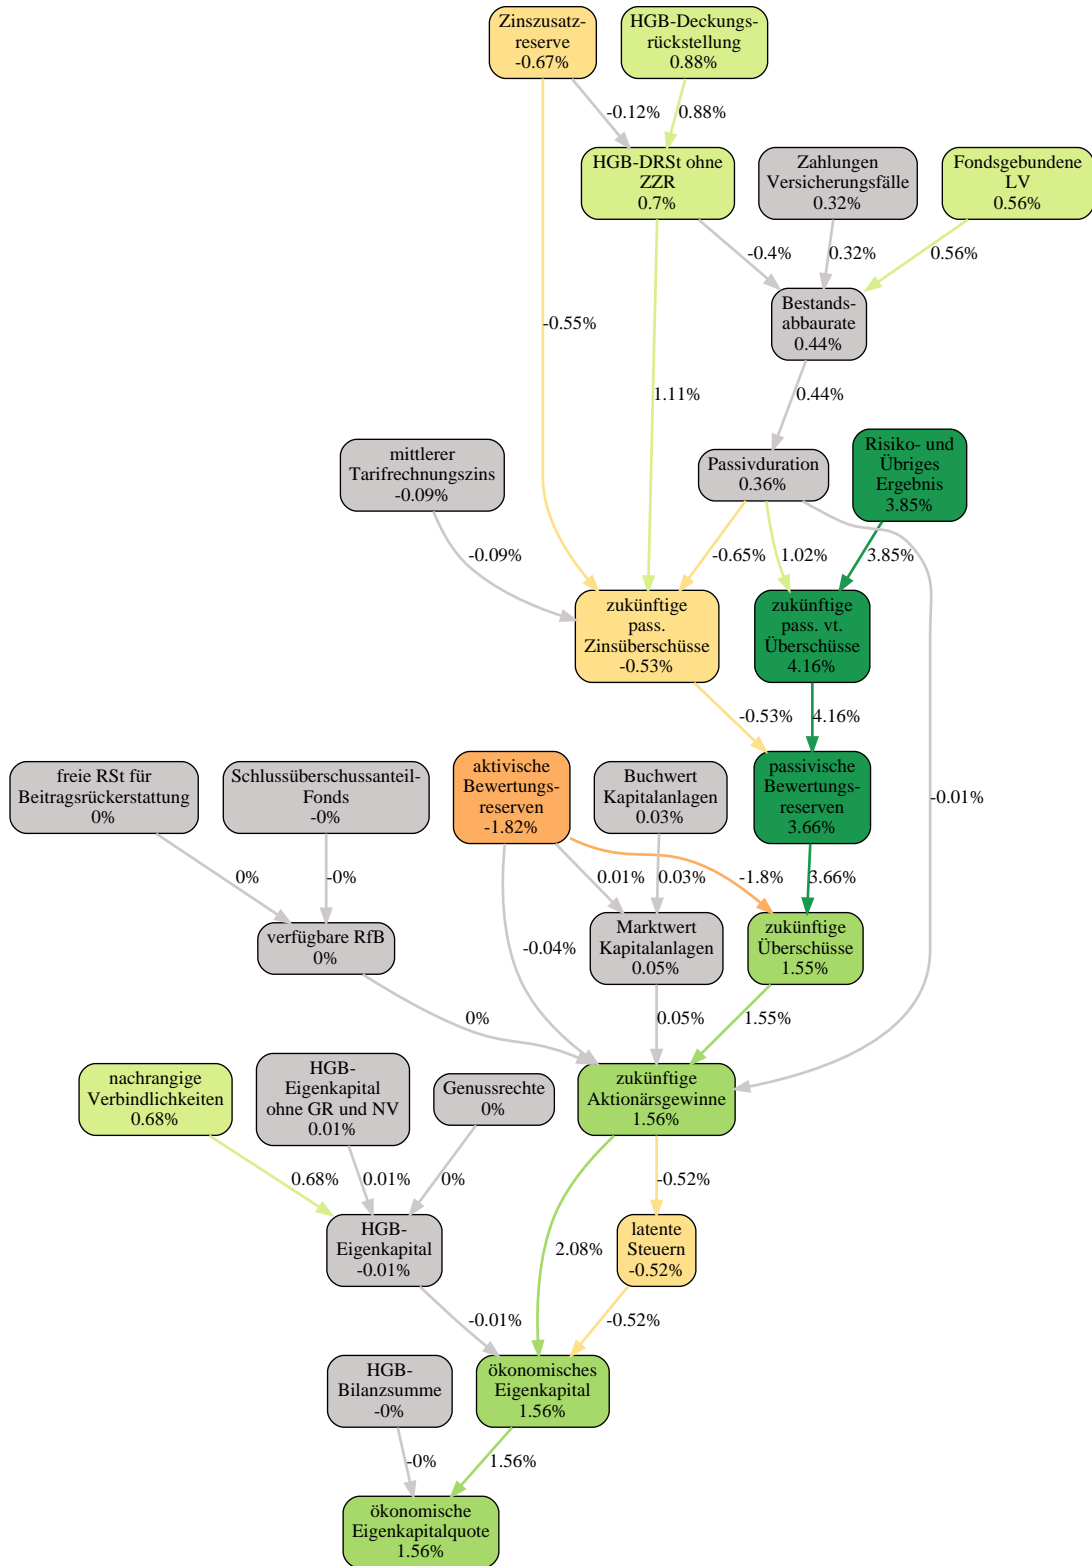 Zinszusatz-
reserve
-0.67%
HGB-Deckungs-
rückstellung
0.88%
-0.12%
0.88%
HGB-DRSt ohne
ZZR
0.7%
Zahlungen
Versicherungsfälle
0.32%
Fondsgebundene
LV
0.56%
-0.4%
0.32%
0.56%
Bestands-
abbaurate
0.44%
-0.55%
1.11%
0.44%
mittlerer
Tarifrechnungszins
-0.09%
Passivduration
0.36%
Risiko- und
Übriges
Ergebnis
3.85%
-0.09%
-0.65%
1.02%
3.85%
zukünftige
pass.
Zinsüberschüsse
-0.53%
zukünftige
pass. vt.
Überschüsse
4.16%
-0.53%
4.16%
freie RSt für
Beitragsrückerstattung
0%
Schlussüberschussanteil-
Fonds
-0%
aktivische
Bewertungs-
reserven
-1.82%
Buchwert
Kapitalanlagen
0.03%
passivische
Bewertungs-
reserven
3.66%
-0.01%
0%
-0%
0.01%
0.03%
-1.8%
3.66%
verfügbare RfB
0%
-0.04%
Marktwert
Kapitalanlagen
0.05%
zukünftige
Überschüsse
1.55%
0%
0.05%
1.55%
nachrangige
Verbindlichkeiten
0.68%
HGB-
Eigenkapital
ohne GR und NV
0.01%
Genussrechte
0%
zukünftige
Aktionärsgewinne
1.56%
0.68%
0.01%
0%
-0.52%
HGB-
Eigenkapital
-0.01%
2.08%
latente
Steuern
-0.52%
-0.01%
-0.52%
HGB-
Bilanzsumme
-0%
ökonomisches
Eigenkapital
1.56%
-0%
1.56%
ökonomische
Eigenkapitalquote
1.56%